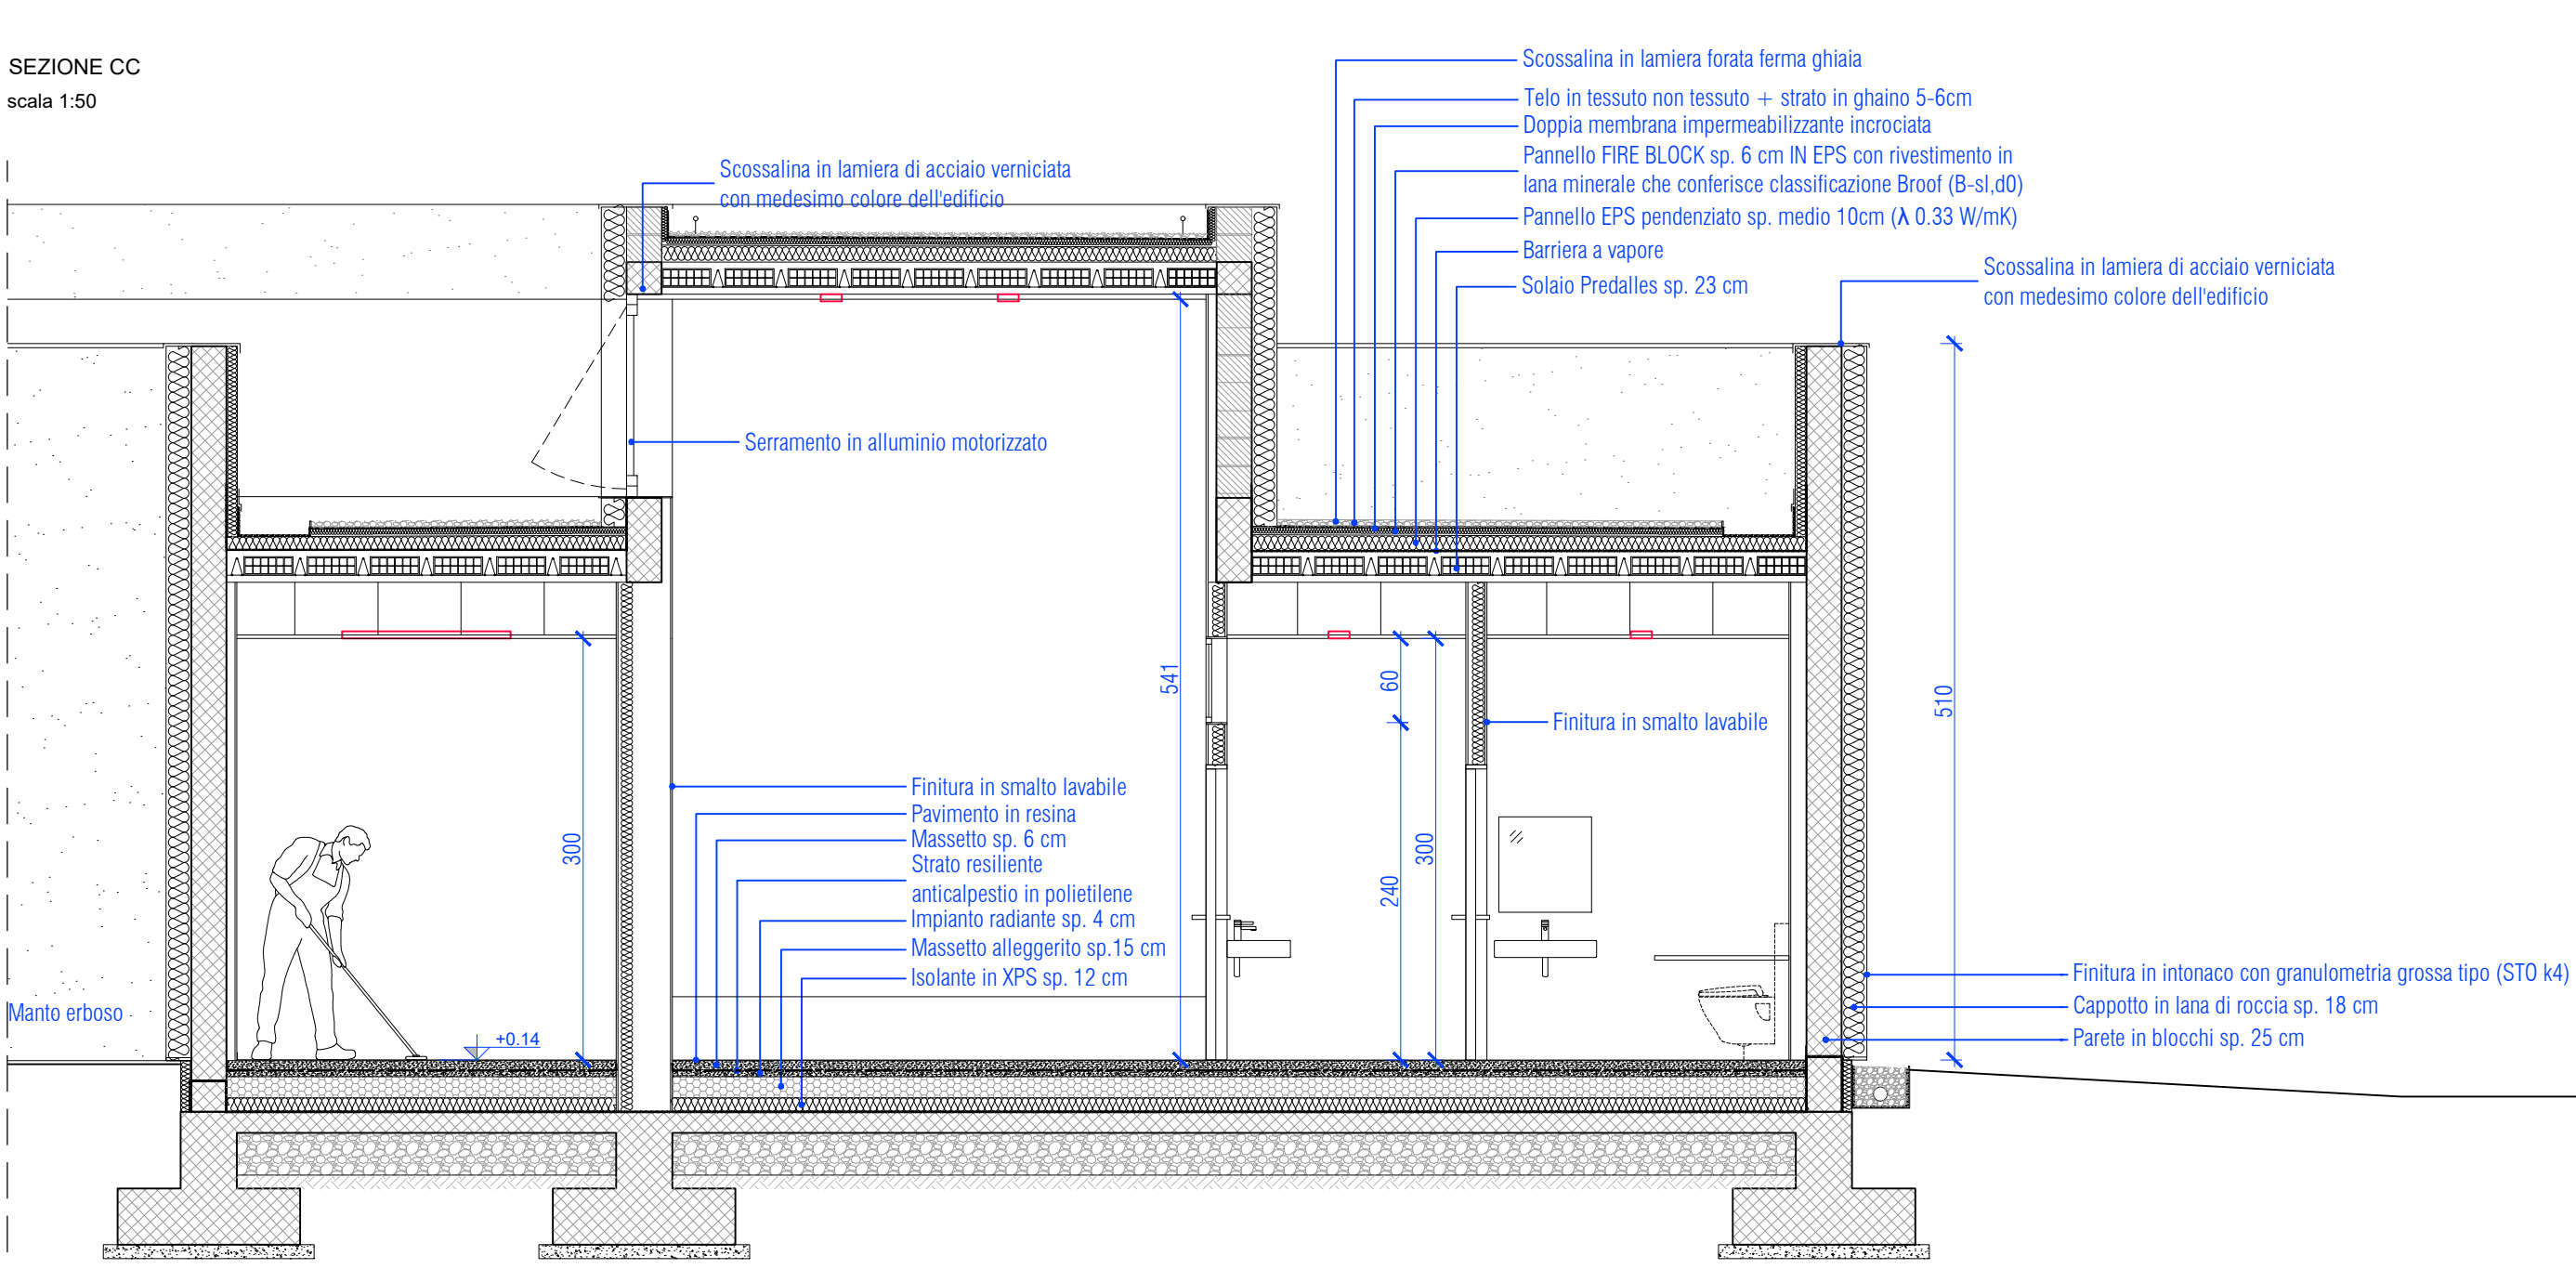 SEZIONE CC
scala 1:50
Scossalina in lamiera forata ferma ghiaia
Telo in tessuto non tessuto + strato in ghaino 5-6cm
Doppia membrana impermeabilizzante incrociata
Pannello FIRE BLOCK sp. 6 cm IN EPS con rivestimento in
lana minerale che conferisce classificazione Broof (B-sl,d0)
Pannello EPS pendenziato sp. medio 10cm (λ 0.33 W/mK)
Barriera a vapore
Solaio Predalles sp. 23 cm
Scossalina in lamiera di acciaio verniciata
con medesimo colore dell'edificio
Scossalina in lamiera di acciaio verniciata
con medesimo colore dell'edificio
Serramento in alluminio motorizzato
541
60
510
Finitura in smalto lavabile
Finitura in smalto lavabile
Pavimento in resina
Massetto sp. 6 cm
Strato resiliente
anticalpestio in polietilene
Impianto radiante sp. 4 cm
Massetto alleggerito sp.15 cm
Isolante in XPS sp. 12 cm
300
300
240
Manto erboso
+0.14
Finitura in intonaco con granulometria grossa tipo (STO k4)
Cappotto in lana di roccia sp. 18 cm
Parete in blocchi sp. 25 cm